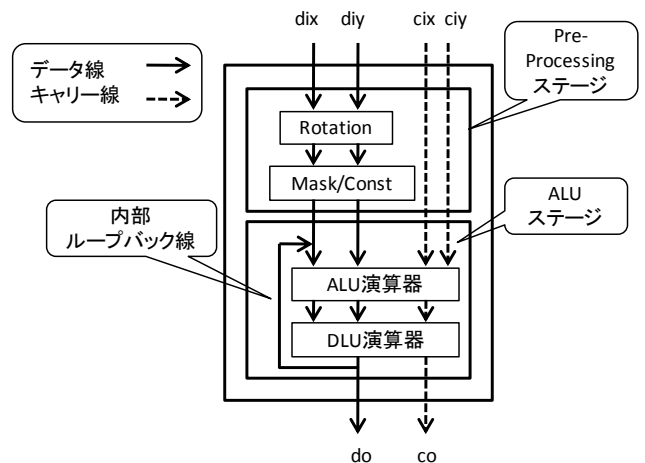 dix diy cix ciy
データ線
キャリー線
Pre-
Processing
ステージ
Rotation
Mask/Const
内部
ループバック線
ALU
ステージ
ALU演算器
DLU演算器
do co